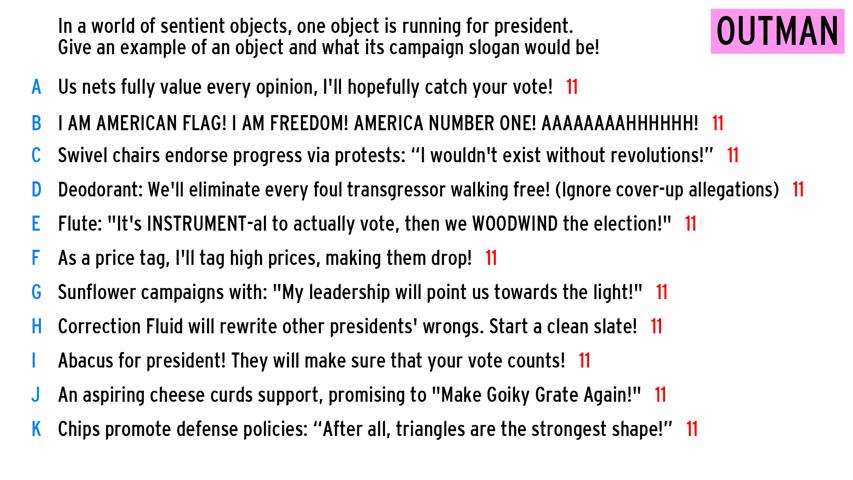 In a world of sentient objects, one object is running for president.
Give an example of an object and what its campaign slogan would be!
OUTMAN
A Us nets fully value every opinion, I'll hopefully catch your vote! 11
B I AM AMERICAN FLAG! I AM FREEDOM! AMERICA NUMBER ONE! AAAAAAAAHHHHHH! 11
C Swivel chairs endorse progress via protests: “I wouldn't exist without revolutions!” 11
D Deodorant: We'll eliminate every foul transgressor walking free! (Ignore cover-up allegations) 11
E Flute: "It's INSTRUMENT-al to actually vote, then we WOODWIND the election!" 11
F As a price tag, I'll tag high prices, making them drop! 11
G Sunflower campaigns with: "My leadership will point us towards the light!" 11
H Correction Fluid will rewrite other presidents' wrongs. Start a clean slate! 11
I Abacus for president! They will make sure that your vote counts! 11
J An aspiring cheese curds support, promising to "Make Goiky Grate Again!" 11
K Chips promote defense policies: “After all, triangles are the strongest shape!” 11